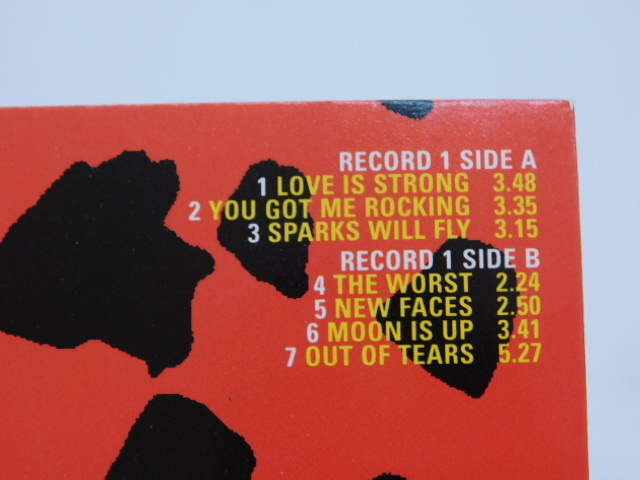 RECORD 1 SIDE A
1 LOVE IS STRONG 3.48
2 YOU GOT ME ROCKING 3.35
3 SPARKS WILL FLY 3.15
RECORD 1 SIDE B
4 THE WORST 2.24
5 NEW FACES 2.50
6 MOON IS UP 3.41
7 OUT OF TEARS 5.27